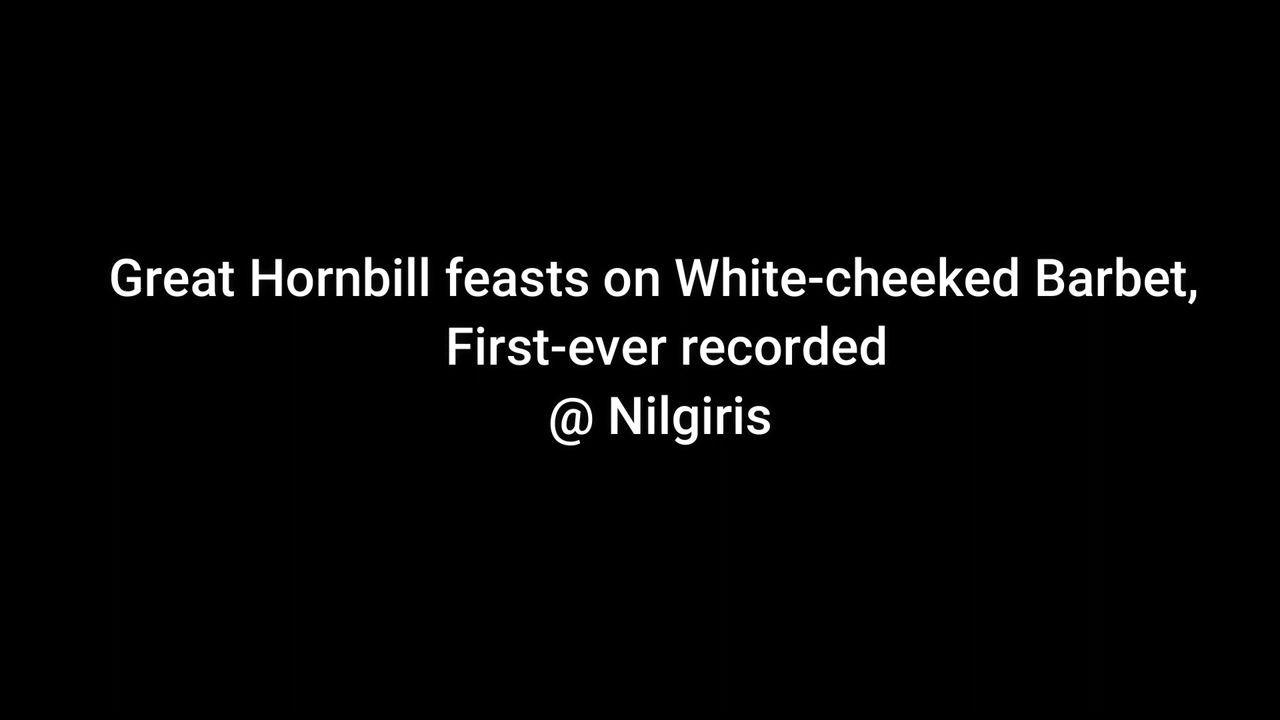 Great Hornbill feasts on White-cheeked Barbet,
First-ever recorded
@ Nilgiris